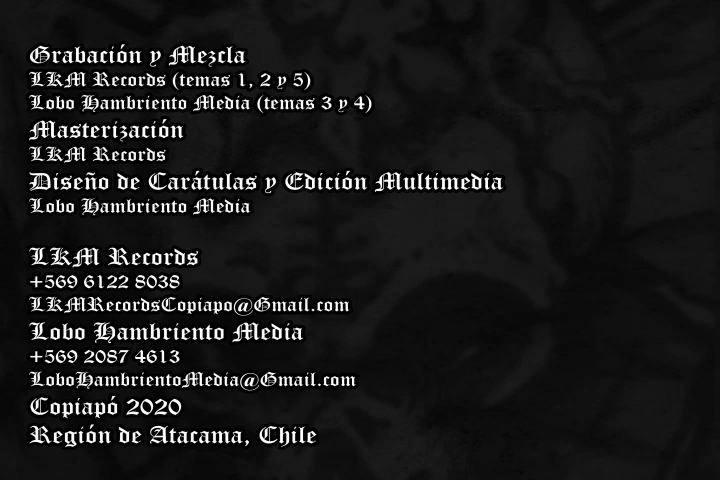 Grabación y Mezcla
LKM Records (temas 1, 2 y 5)
Lobo Hambriento Media (temas 3 y 4)
Masterización
LKM Records
Diseño de Carátulas y Edición Multimedia
Lobo Hambriento Media
LKM Records
+569 6122 8038
LKMRecordsCopiapo@Gmail.com
Lobo Hambriento Media
+569 2087 4613
LoboHambrientoMedia@Gmail.com
Copiapó 2020
Región de Atacama, Chile